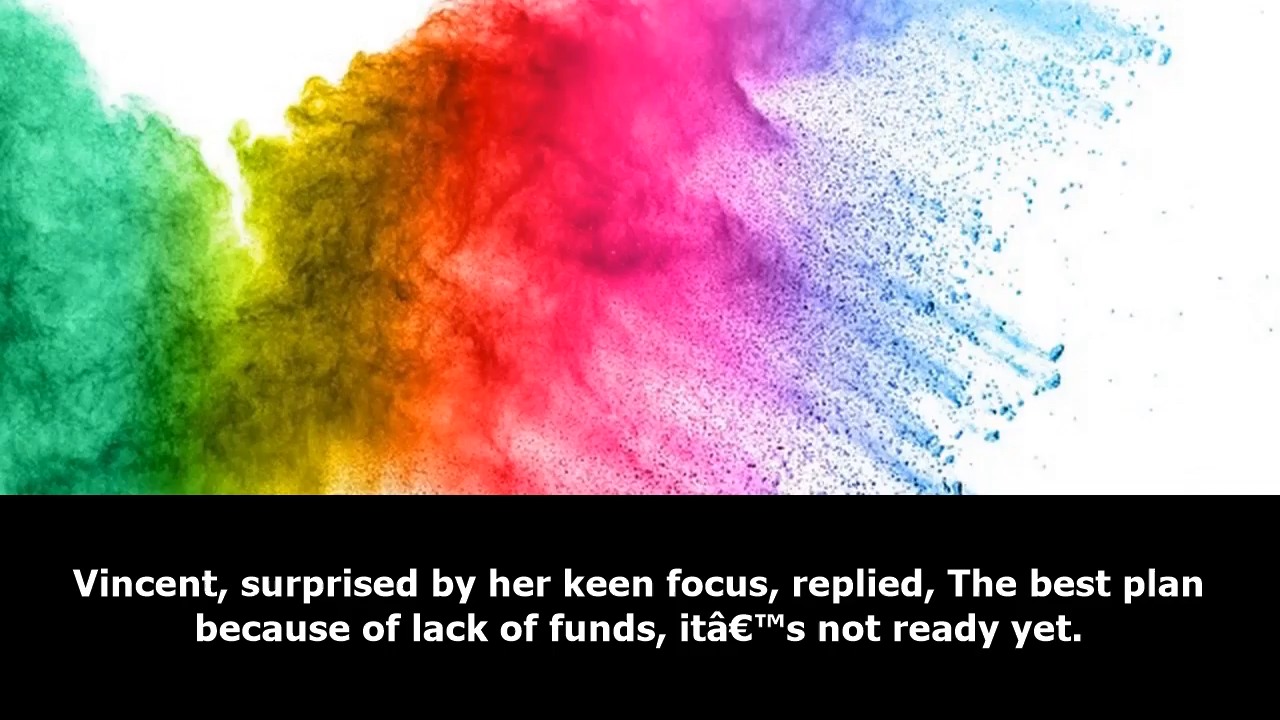 Vincent, surprised by her keen focus, replied, The best plan
because of lack of funds, itâ€™s not ready yet.